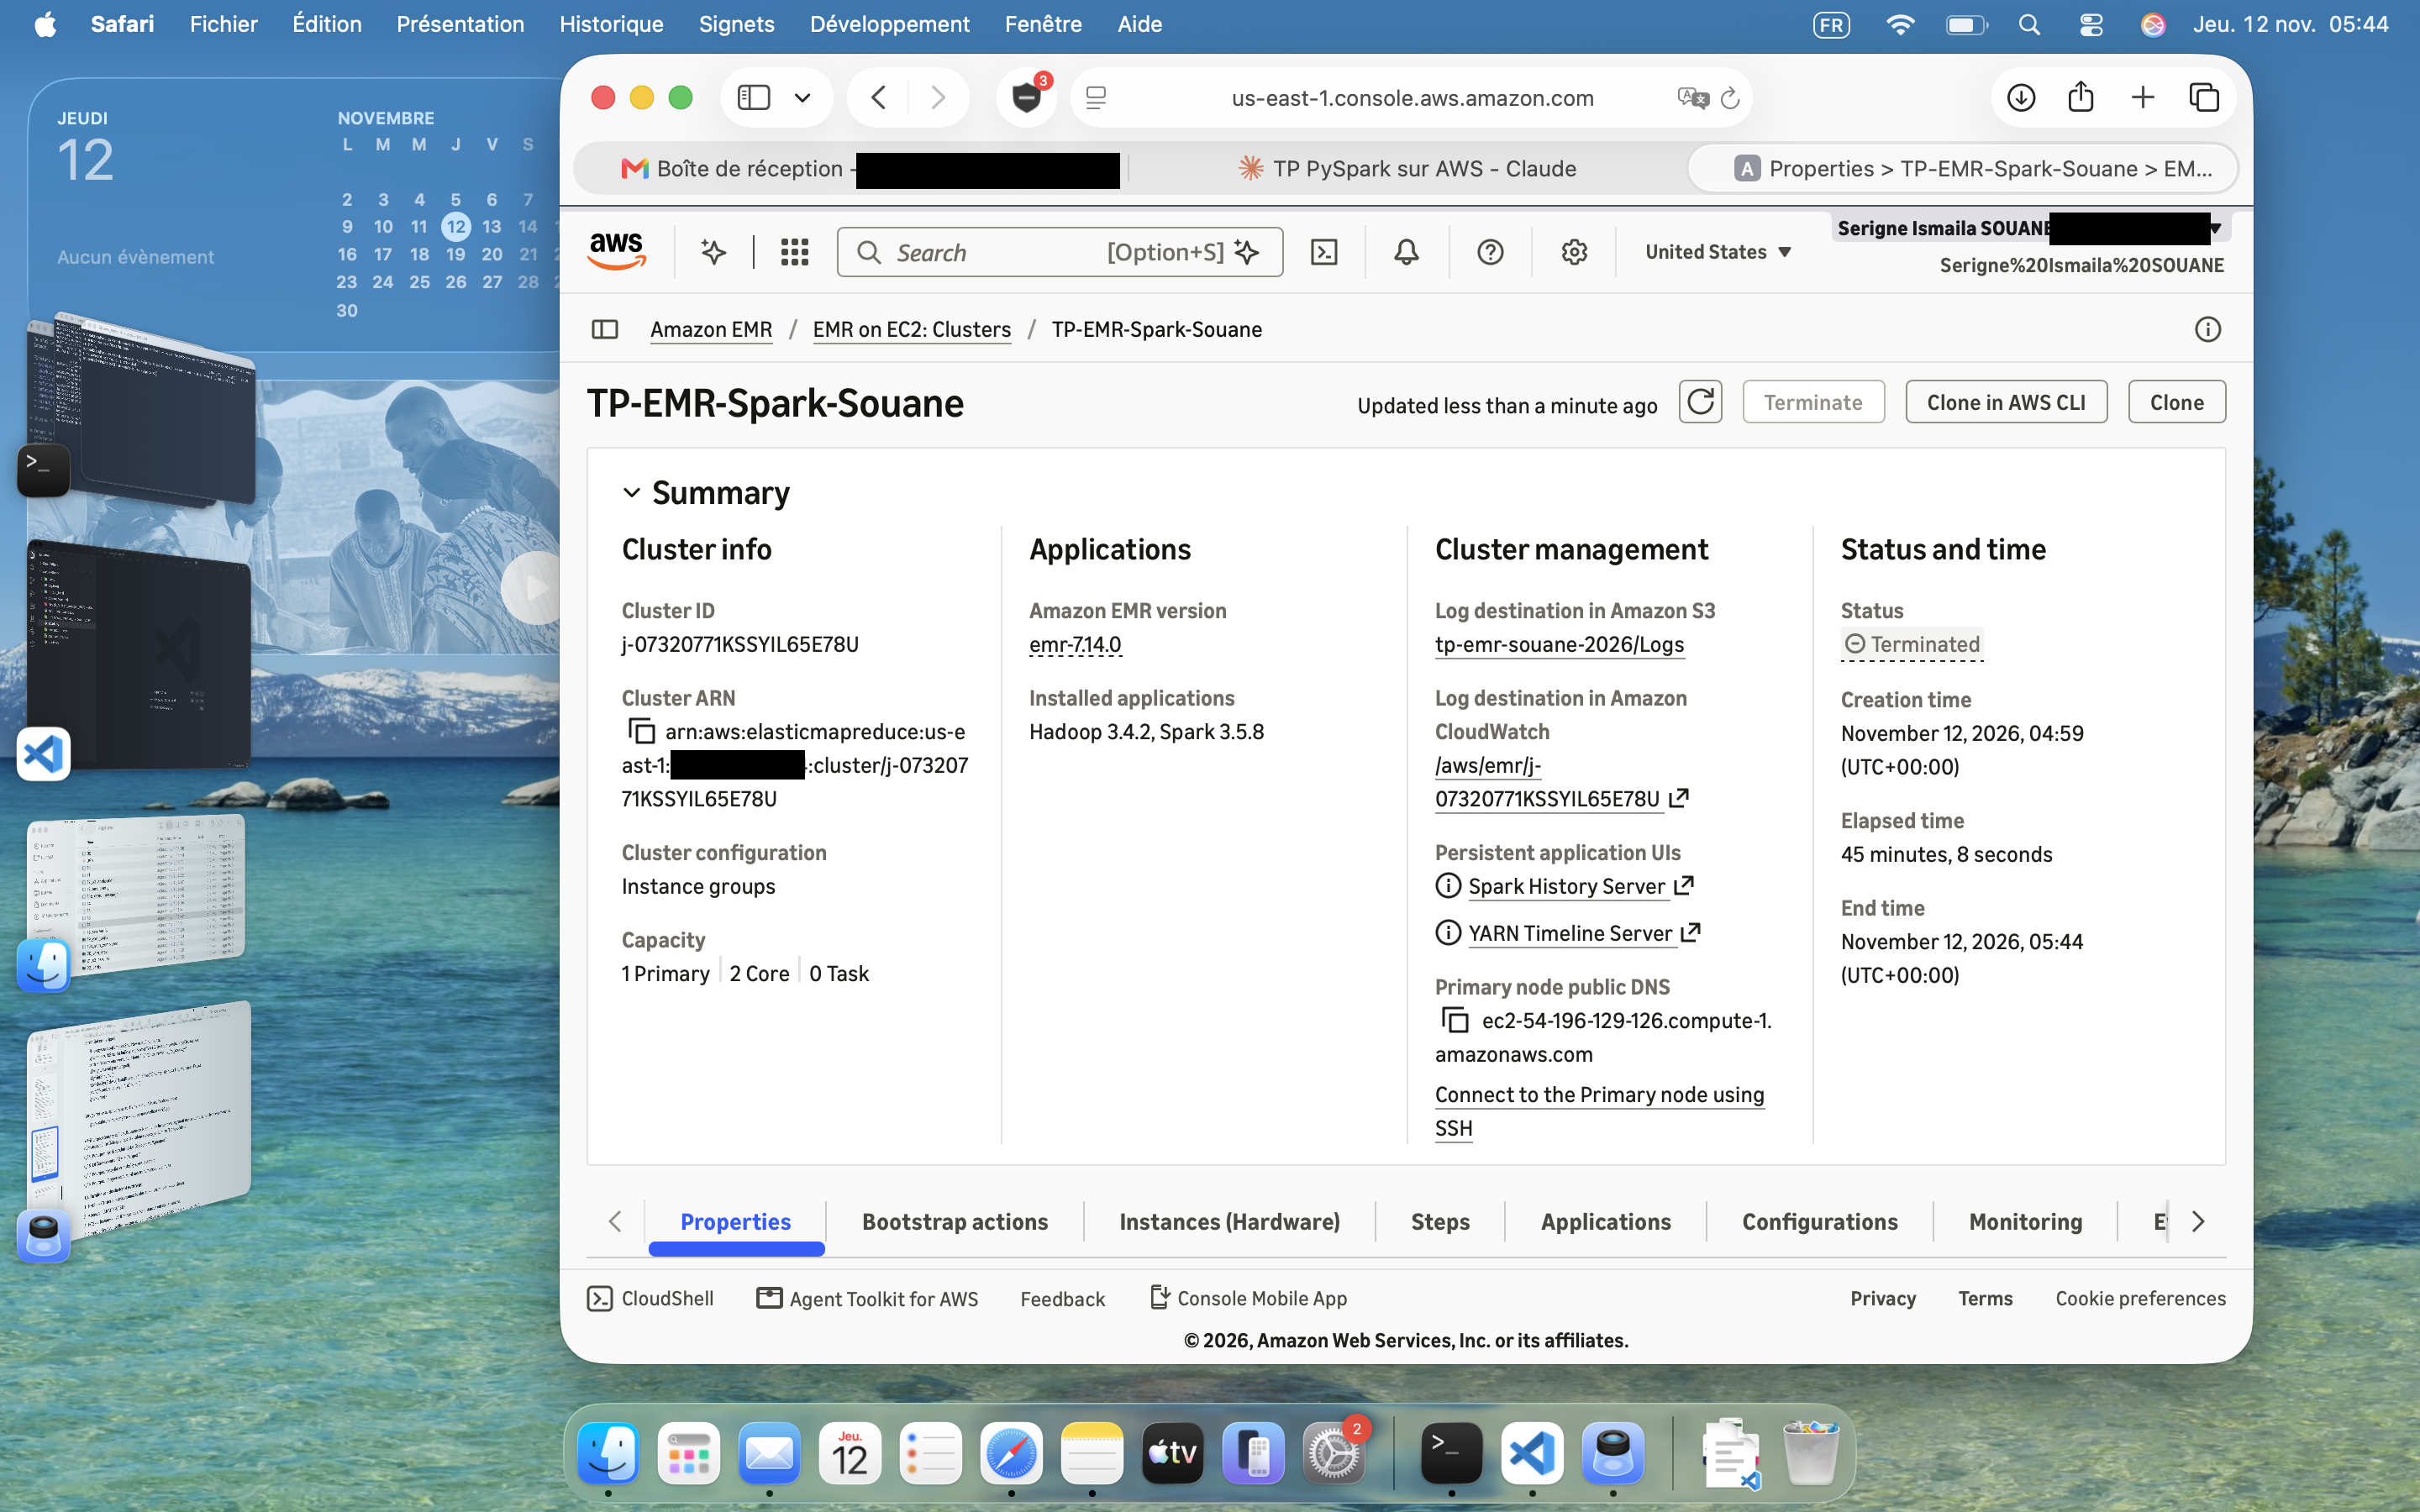 Safari Fichier Édition Présentation Historique Signets Développement Fenêtre Aide FR Jeu. 12 nov. 05:44
JEUDI
12
Aucun évènement
NOVEMBRE
L M M J V S
2 3 4 5 6 7
9 10 11 12 13 14
16 17 18 19 20 21
23 24 25 26 27 28
30
3
us-east-1.console.aws.amazon.com
Boîte de réception -
TP PySpark sur AWS - Claude
A Properties > TP-EMR-Spark-Souane > EM...
aws
Search [Option+S]
United States
Serigne Ismaila SOUANE
Serigne%20Ismaila%20SOUANE
Amazon EMR / EMR on EC2: Clusters / TP-EMR-Spark-Souane
TP-EMR-Spark-Souane
Updated less than a minute ago
Terminate
Clone in AWS CLI
Clone
Summary
Cluster info
Cluster ID
j-07320771KSSYIL65E78U
Cluster ARN
arn:aws:elasticmapreduce:us-e
ast-1: :cluster/j-073207
71KSSYIL65E78U
Cluster configuration
Instance groups
Capacity
1 Primary 2 Core 0 Task
Applications
Amazon EMR version
emr-7.14.0
Installed applications
Hadoop 3.4.2, Spark 3.5.8
Cluster management
Log destination in Amazon S3
tp-emr-souane-2026/Logs
Log destination in Amazon
CloudWatch
/aws/emr/j-
07320771KSSYIL65E78U
Persistent application UIs
Spark History Server
YARN Timeline Server
Primary node public DNS
ec2-54-196-129-126.compute-1.
amazonaws.com
Connect to the Primary node using
SSH
Status and time
Status
Terminated
Creation time
November 12, 2026, 04:59
(UTC+00:00)
Elapsed time
45 minutes, 8 seconds
End time
November 12, 2026, 05:44
(UTC+00:00)
Properties Bootstrap actions Instances (Hardware) Steps Applications Configurations Monitoring
CloudShell Agent Toolkit for AWS Feedback Console Mobile App Privacy Terms Cookie preferences
© 2026, Amazon Web Services, Inc. or its affiliates.
Jeu.
12
tv
2